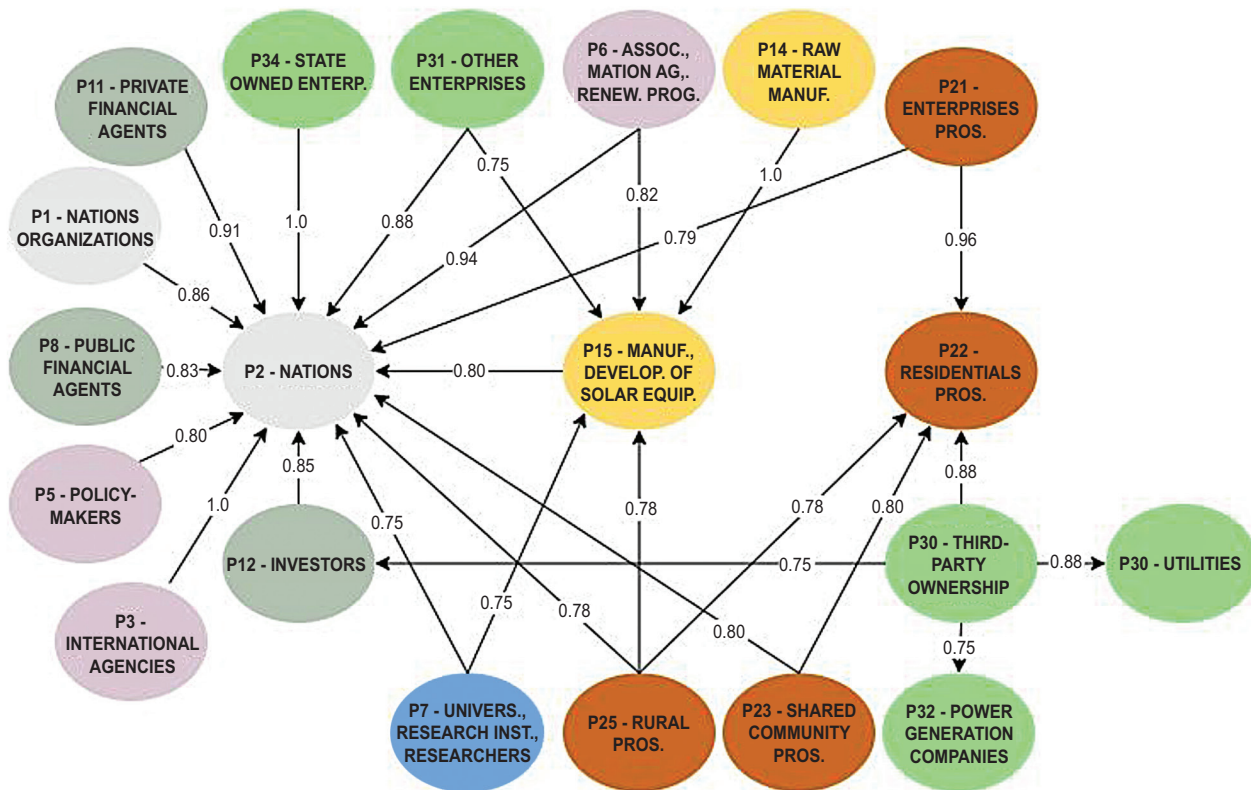 P11 - PRIVATE
FINANCIAL
AGENTS
P34 - STATE
OWNED ENTERP.
P31 - OTHER
ENTERPRISES
P6 - ASSOC.,
MATION AG,.
RENEW. PROG.
P14 - RAW
MATERIAL
MANUF.
P21 -
ENTERPRISES
PROS.
P1 - NATIONS
ORGANIZATIONS
0.91
1.0
0.88
0.75
0.94
0.82
1.0
0.79
0.96
0.86
P8 - PUBLIC
FINANCIAL
AGENTS
0.83
P2 - NATIONS
0.80
P15 - MANUF.,
DEVELOP. OF
SOLAR EQUIP.
P22 -
RESIDENTIALS
PROS.
0.80
0.85
0.88
P5 - POLICY-
MAKERS
1.0
0.75
0.78
0.78
0.80
P12 - INVESTORS
0.75
0.75
P30 - THIRD-
PARTY
OWNERSHIP
0.88
P30 - UTILITIES
P3 -
INTERNATIONAL
AGENCIES
0.78
0.80
0.75
P7 - UNIVERS.,
RESEARCH INST.,
RESEARCHERS
P25 - RURAL
PROS.
P23 - SHARED
COMMUNITY
PROS.
P32 - POWER
GENERATION
COMPANIES